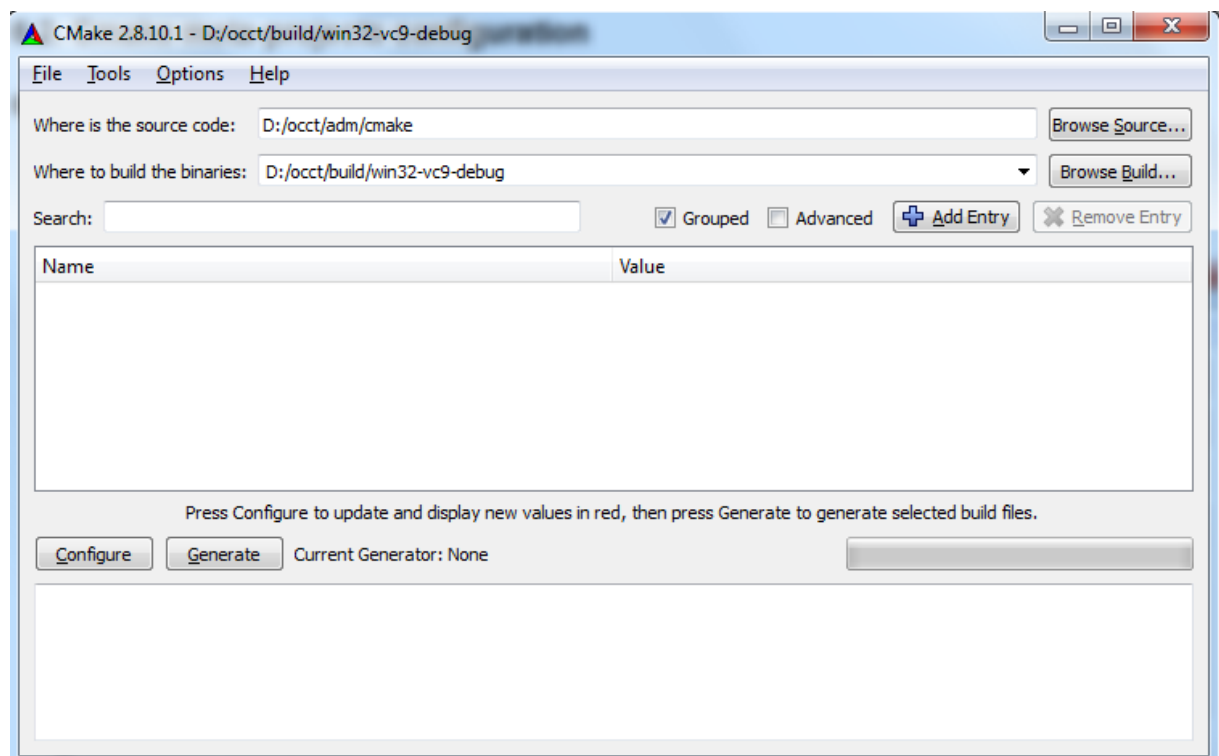 CMake 2.8.10.1 - D:/occt/build/win32-vc9-debug
File Tools Options Help
Where is the source code: D:/occt/adm/cmake Browse Source...
Where to build the binaries: D:/occt/build/win32-vc9-debug Browse Build...
Search: Grouped Advanced Add Entry Remove Entry
Name Value
Press Configure to update and display new values in red, then press Generate to generate selected build files.
Configure Generate Current Generator: None